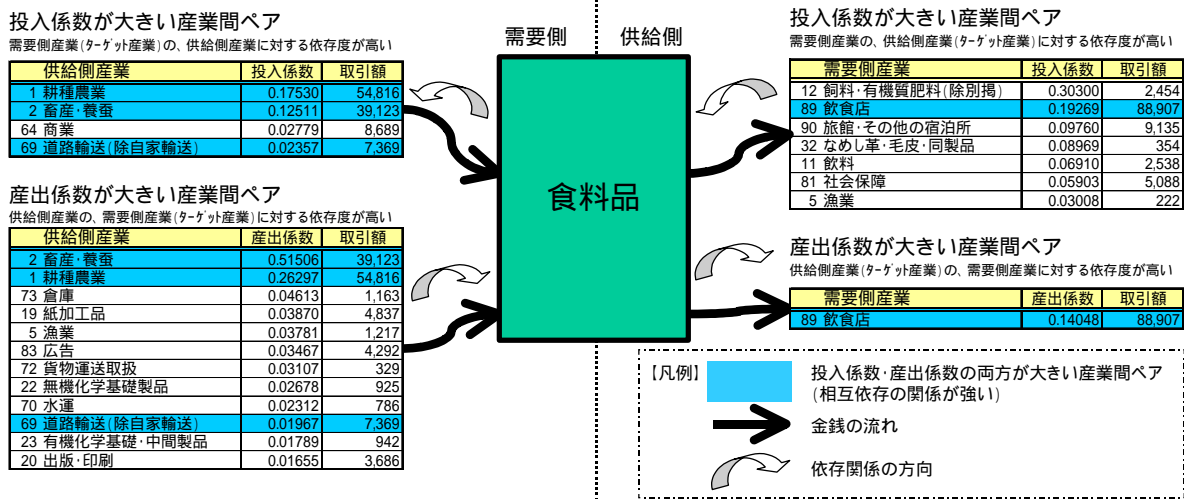 投入係数が大きい産業間ペア
需要側産業(ターゲット産業)の、供給側産業に対する依存度が高い
供給側産業 投入係数 取引額
1 耕種農業 0.17530 54,816
2 畜産・養蚕 0.12511 39,123
64 商業 0.02779 8,689
69 道路輸送(除自家輸送) 0.02357 7,369
産出係数が大きい産業間ペア
供給側産業の、需要側産業(ターゲット産業)に対する依存度が高い
供給側産業 産出係数 取引額
2 畜産・養蚕 0.51506 39,123
1 耕種農業 0.26297 54,816
73 倉庫 0.04613 1,163
19 紙加工品 0.03870 4,837
5 漁業 0.03781 1,217
83 広告 0.03467 4,292
72 貨物運送取扱 0.03107 329
22 無機化学基礎製品 0.02678 925
70 水運 0.02312 786
69 道路輸送(除自家輸送) 0.01967 7,369
23 有機化学基礎・中間製品 0.01789 942
20 出版・印刷 0.01655 3,686
需要側 供給側
食料品
投入係数が大きい産業間ペア
需要側産業の、供給側産業(ターゲット産業)に対する依存度が高い
需要側産業 投入係数 取引額
12 飼料・有機質肥料(除別掲) 0.30300 2,454
89 飲食店 0.19269 88,907
90 旅館・その他の宿泊所 0.09760 9,135
32 なめし革・毛皮・同製品 0.08969 354
11 飲料 0.06910 2,538
81 社会保障 0.05903 5,088
5 漁業 0.03008 222
産出係数が大きい産業間ペア
供給側産業(ターゲット産業)の、需要側産業に対する依存度が高い
需要側産業 産出係数 取引額
89 飲食店 0.14048 88,907
【凡例】
投入係数・産出係数の両方が大きい産業間ペア
(相互依存の関係が強い)
金銭の流れ
依存関係の方向